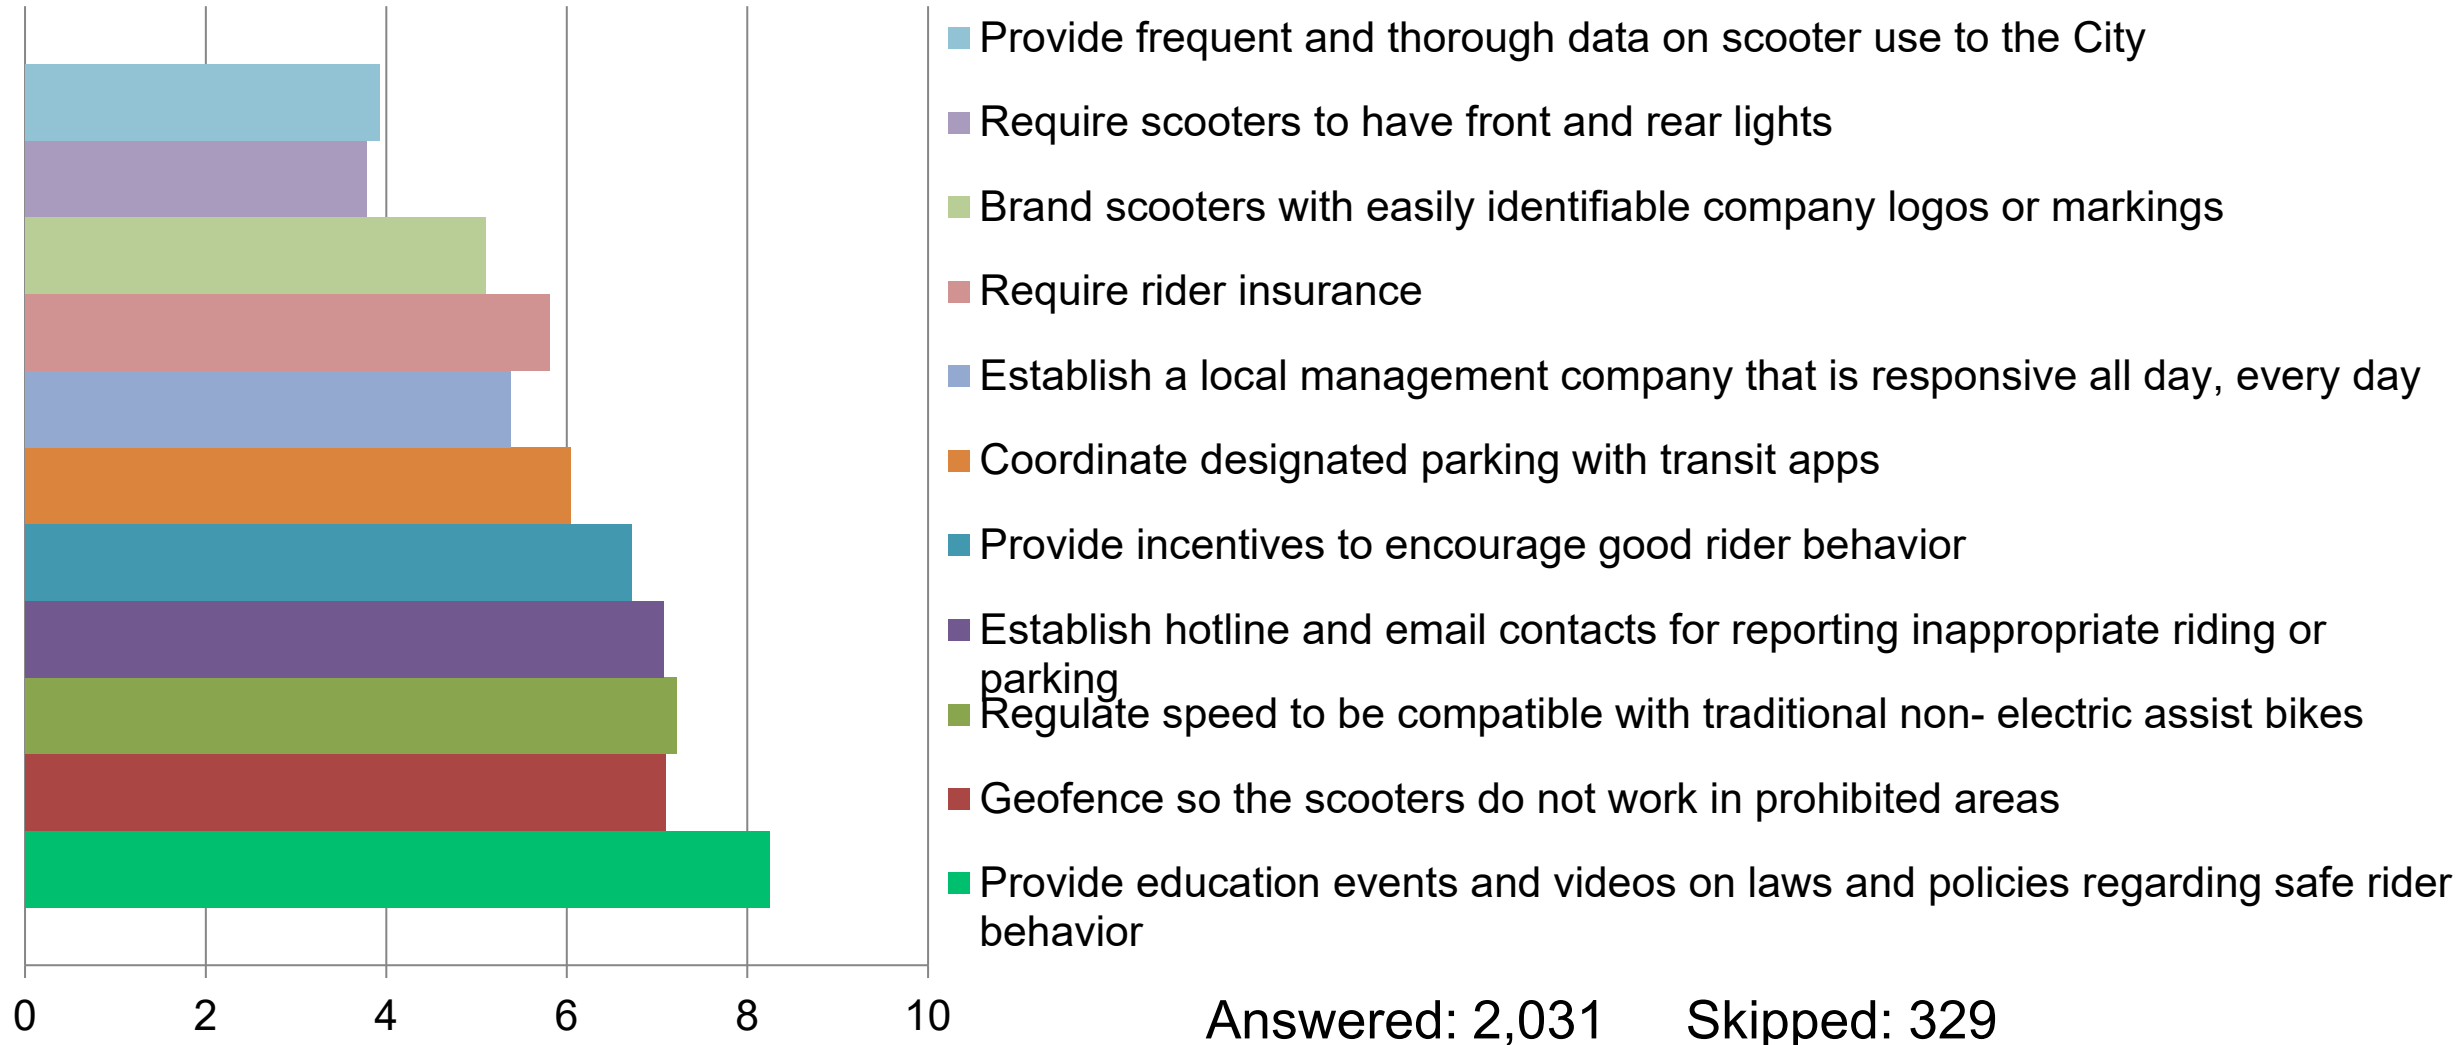 Provide frequent and thorough data on scooter use to the City
Require scooters to have front and rear lights
Brand scooters with easily identifiable company logos or markings
Require rider insurance
Establish a local management company that is responsive all day, every day
Coordinate designated parking with transit apps
Provide incentives to encourage good rider behavior
Establish hotline and email contacts for reporting inappropriate riding or
parking
Regulate speed to be compatible with traditional non- electric assist bikes
Geofence so the scooters do not work in prohibited areas
Provide education events and videos on laws and policies regarding safe rider
behavior
0 2 4 6 8 10
Answered: 2,031 Skipped: 329